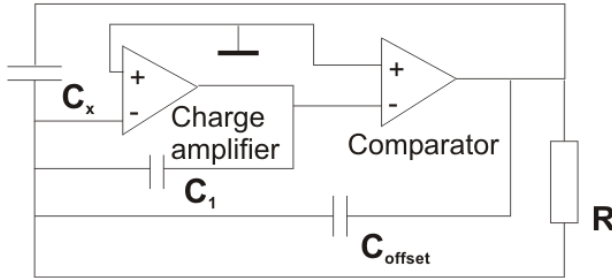 +
-
Cx
Charge
amplifier
+
-
Comparator
C1
Coffset
R